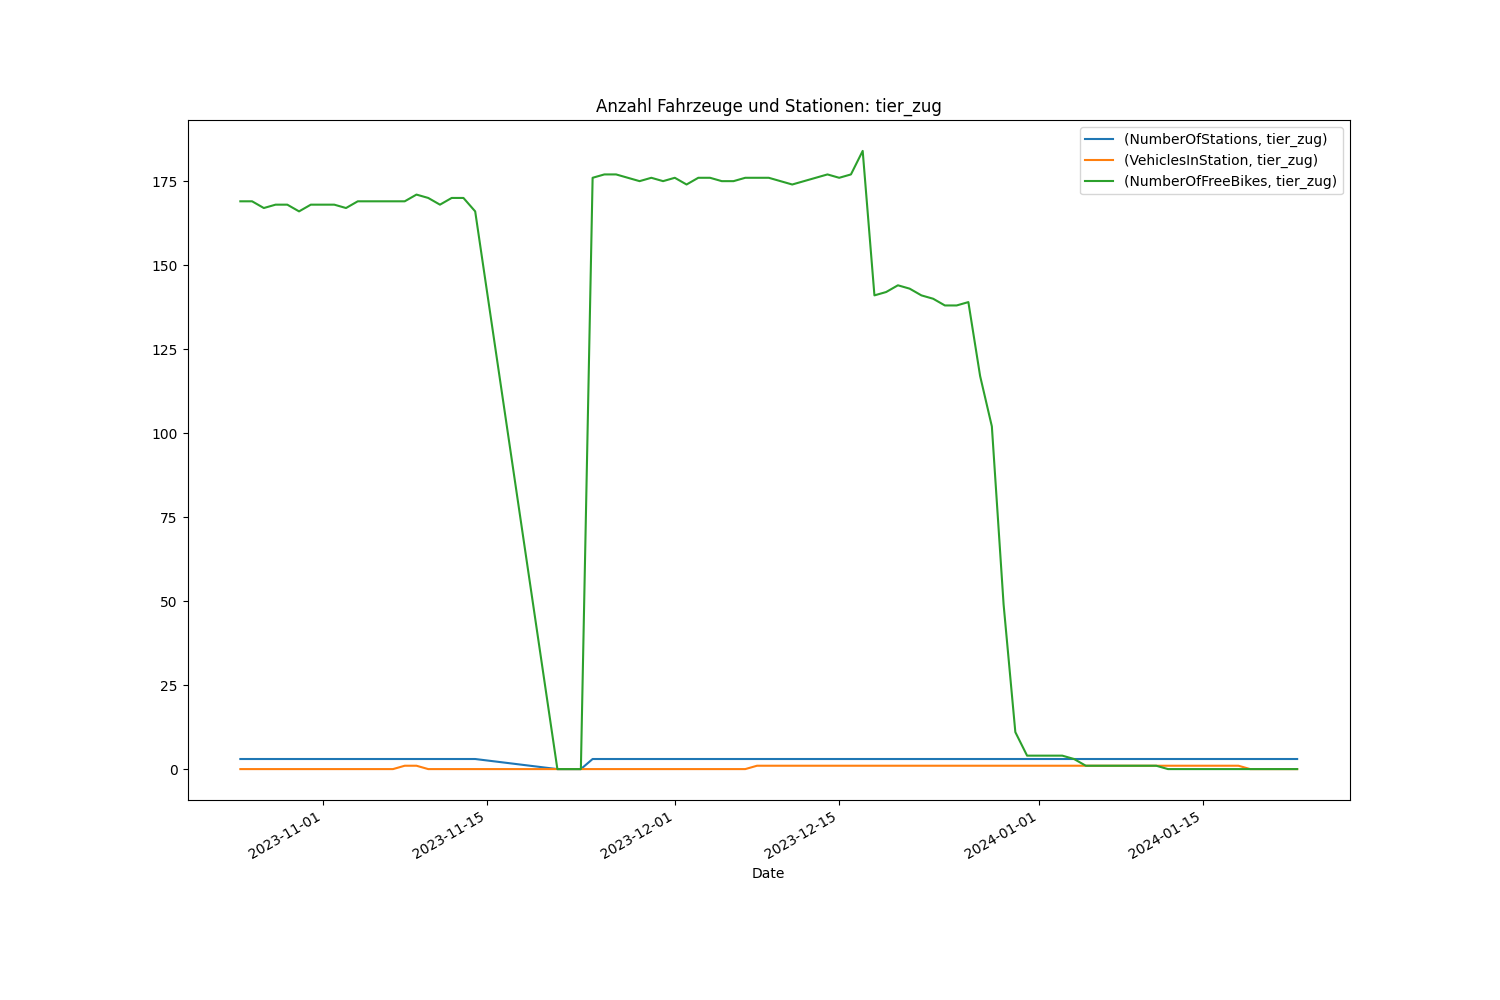 Anzahl Fahrzeuge und Stationen: tier_zug
(NumberOfStations, tier_zug)
(VehiclesInStation, tier_zug)
(NumberOfFreeBikes, tier_zug)
175
150
125
100
75
50
25
0
2023-11-01
2023-11-15
2023-12-01
2023-12-15
2024-01-01
2024-01-15
Date